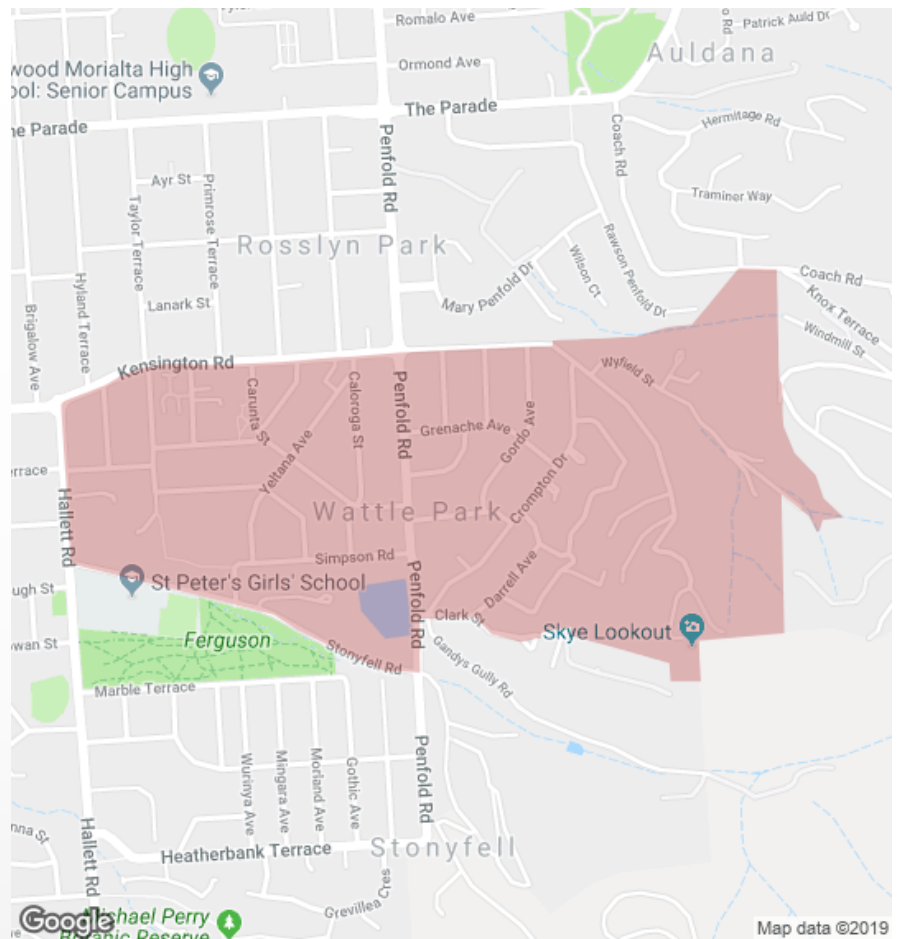 Romalo Ave
Patrick Auld Dr
Auldana
wood Morialta High
ool: Senior Campus
Ormond Ave
The Parade
he Parade
Hermitage Rd
Coach Rd
Penfold Rd
Ayr St
Primrose Terrace
Taylor Terrace
Traminer Way
Rosslyn Park
Wilson Ct
Rawson Penfold Dr
Mary Penfold Dr
Coach Rd
Knox Terrace
Windmill St
Hyland Terrace
Lanark St
Brigalow Ave
Kensington Rd
Wyfield St
Carunta St
Caloroga St
Penfold Rd
Yeltana Ave
Grenache Ave
Gordo Ave
Crompton Dr
errace
Hallett Rd
Wattle Park
Simpson Rd
St Peter's Girls' School
Penfold Rd
Darrell Ave
Clark St
ugh St
Skye Lookout
Ferguson
owan St
Stonyfell Rd
Gandys Gully Rd
Marble Terrace
Wurinya Ave
Mingara Ave
Morland Ave
Gothic Ave
Penfold Rd
Hallett Rd
nna St
Heatherbank Terrace
Stonyfell
Grevillea Cres
Michael Perry
Botanic Reserve
Google
Map data ©2019